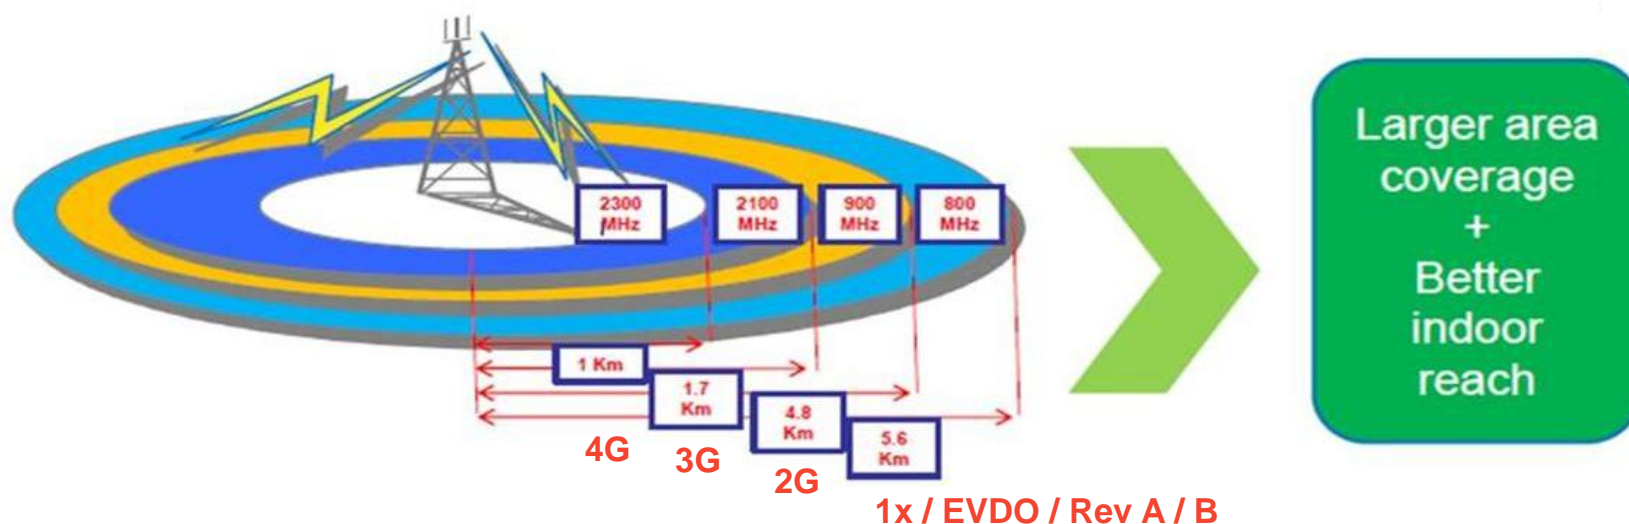 2300
MHz
2100
MHz
900
MHz
800
MHz
1 Km
1.7
Km
4.8
Km
5.6
Km
4G
3G
2G
1x / EVDO / Rev A / B
Larger area
coverage
+
Better
indoor
reach